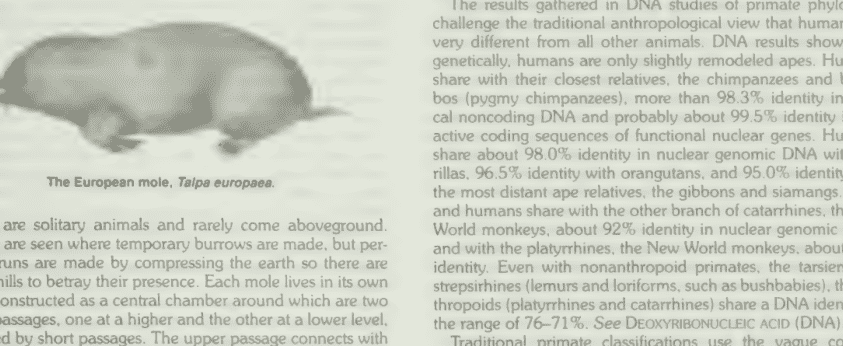 The European mole, Talpa europaea.
are solitary animals and rarely come aboveground.
are seen where temporary burrows are made, but per-
runs are made by compressing the earth so there are
hills to betray their presence. Each mole lives in its own
onstructed as a central chamber around which are two
passages, one at a higher and the other at a lower level,
d by short passages. The upper passage connects with
The results gathered in DNA studies of primate phylo
challenge the traditional anthropological view that human
very different from all other animals. DNA results show
genetically, humans are only slightly remodeled apes. Hu
share with their closest relatives, the chimpanzees and b
bos (pygmy chimpanzees), more than 98.3% identity in
cal noncoding DNA and probably about 99.5% identity
active coding sequences of functional nuclear genes. Hu
share about 98.0% identity in nuclear genomic DNA wit
rillas, 96.5% identity with orangutans, and 95.0% identity
the most distant ape relatives, the gibbons and siamangs.
and humans share with the other branch of catarrhines, th
World monkeys, about 92% identity in nuclear genomic
and with the platyrrhines, the New World monkeys, about
identity. Even with nonanthropoid primates, the tarsier
strepsirhines (lemurs and loriforms, such as bushbabies), th
thropoids (platyrrhines and catarrhines) share a DNA iden
the range of 76–71%. See DEOXYRIBONUCLEIC ACID (DNA)
Traditional primate classifications use the vague co